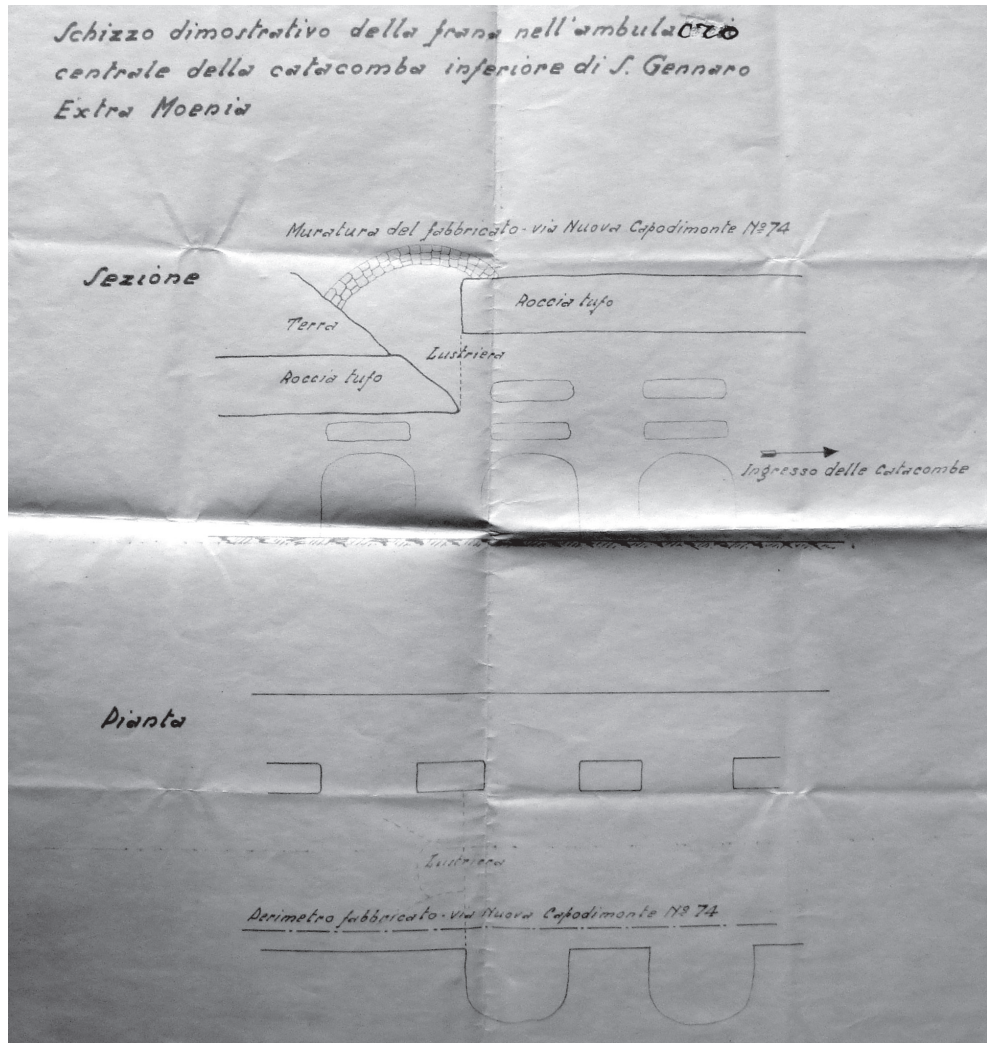 Schizzo dimostrativo della frana nell'ambulacro
centrale della catacomba inferiore di S. Gennaro
Extra Moenia
Muratura del fabbricato - via Nuova Capodimonte Nº 74
Sezione
Roccia tufo
Terra
Lustriera
Roccia tufo
Ingresso delle Catacombe
Pianta
Lustriera
Perimetro fabbricato - via Nuova Capodimonte Nº 74